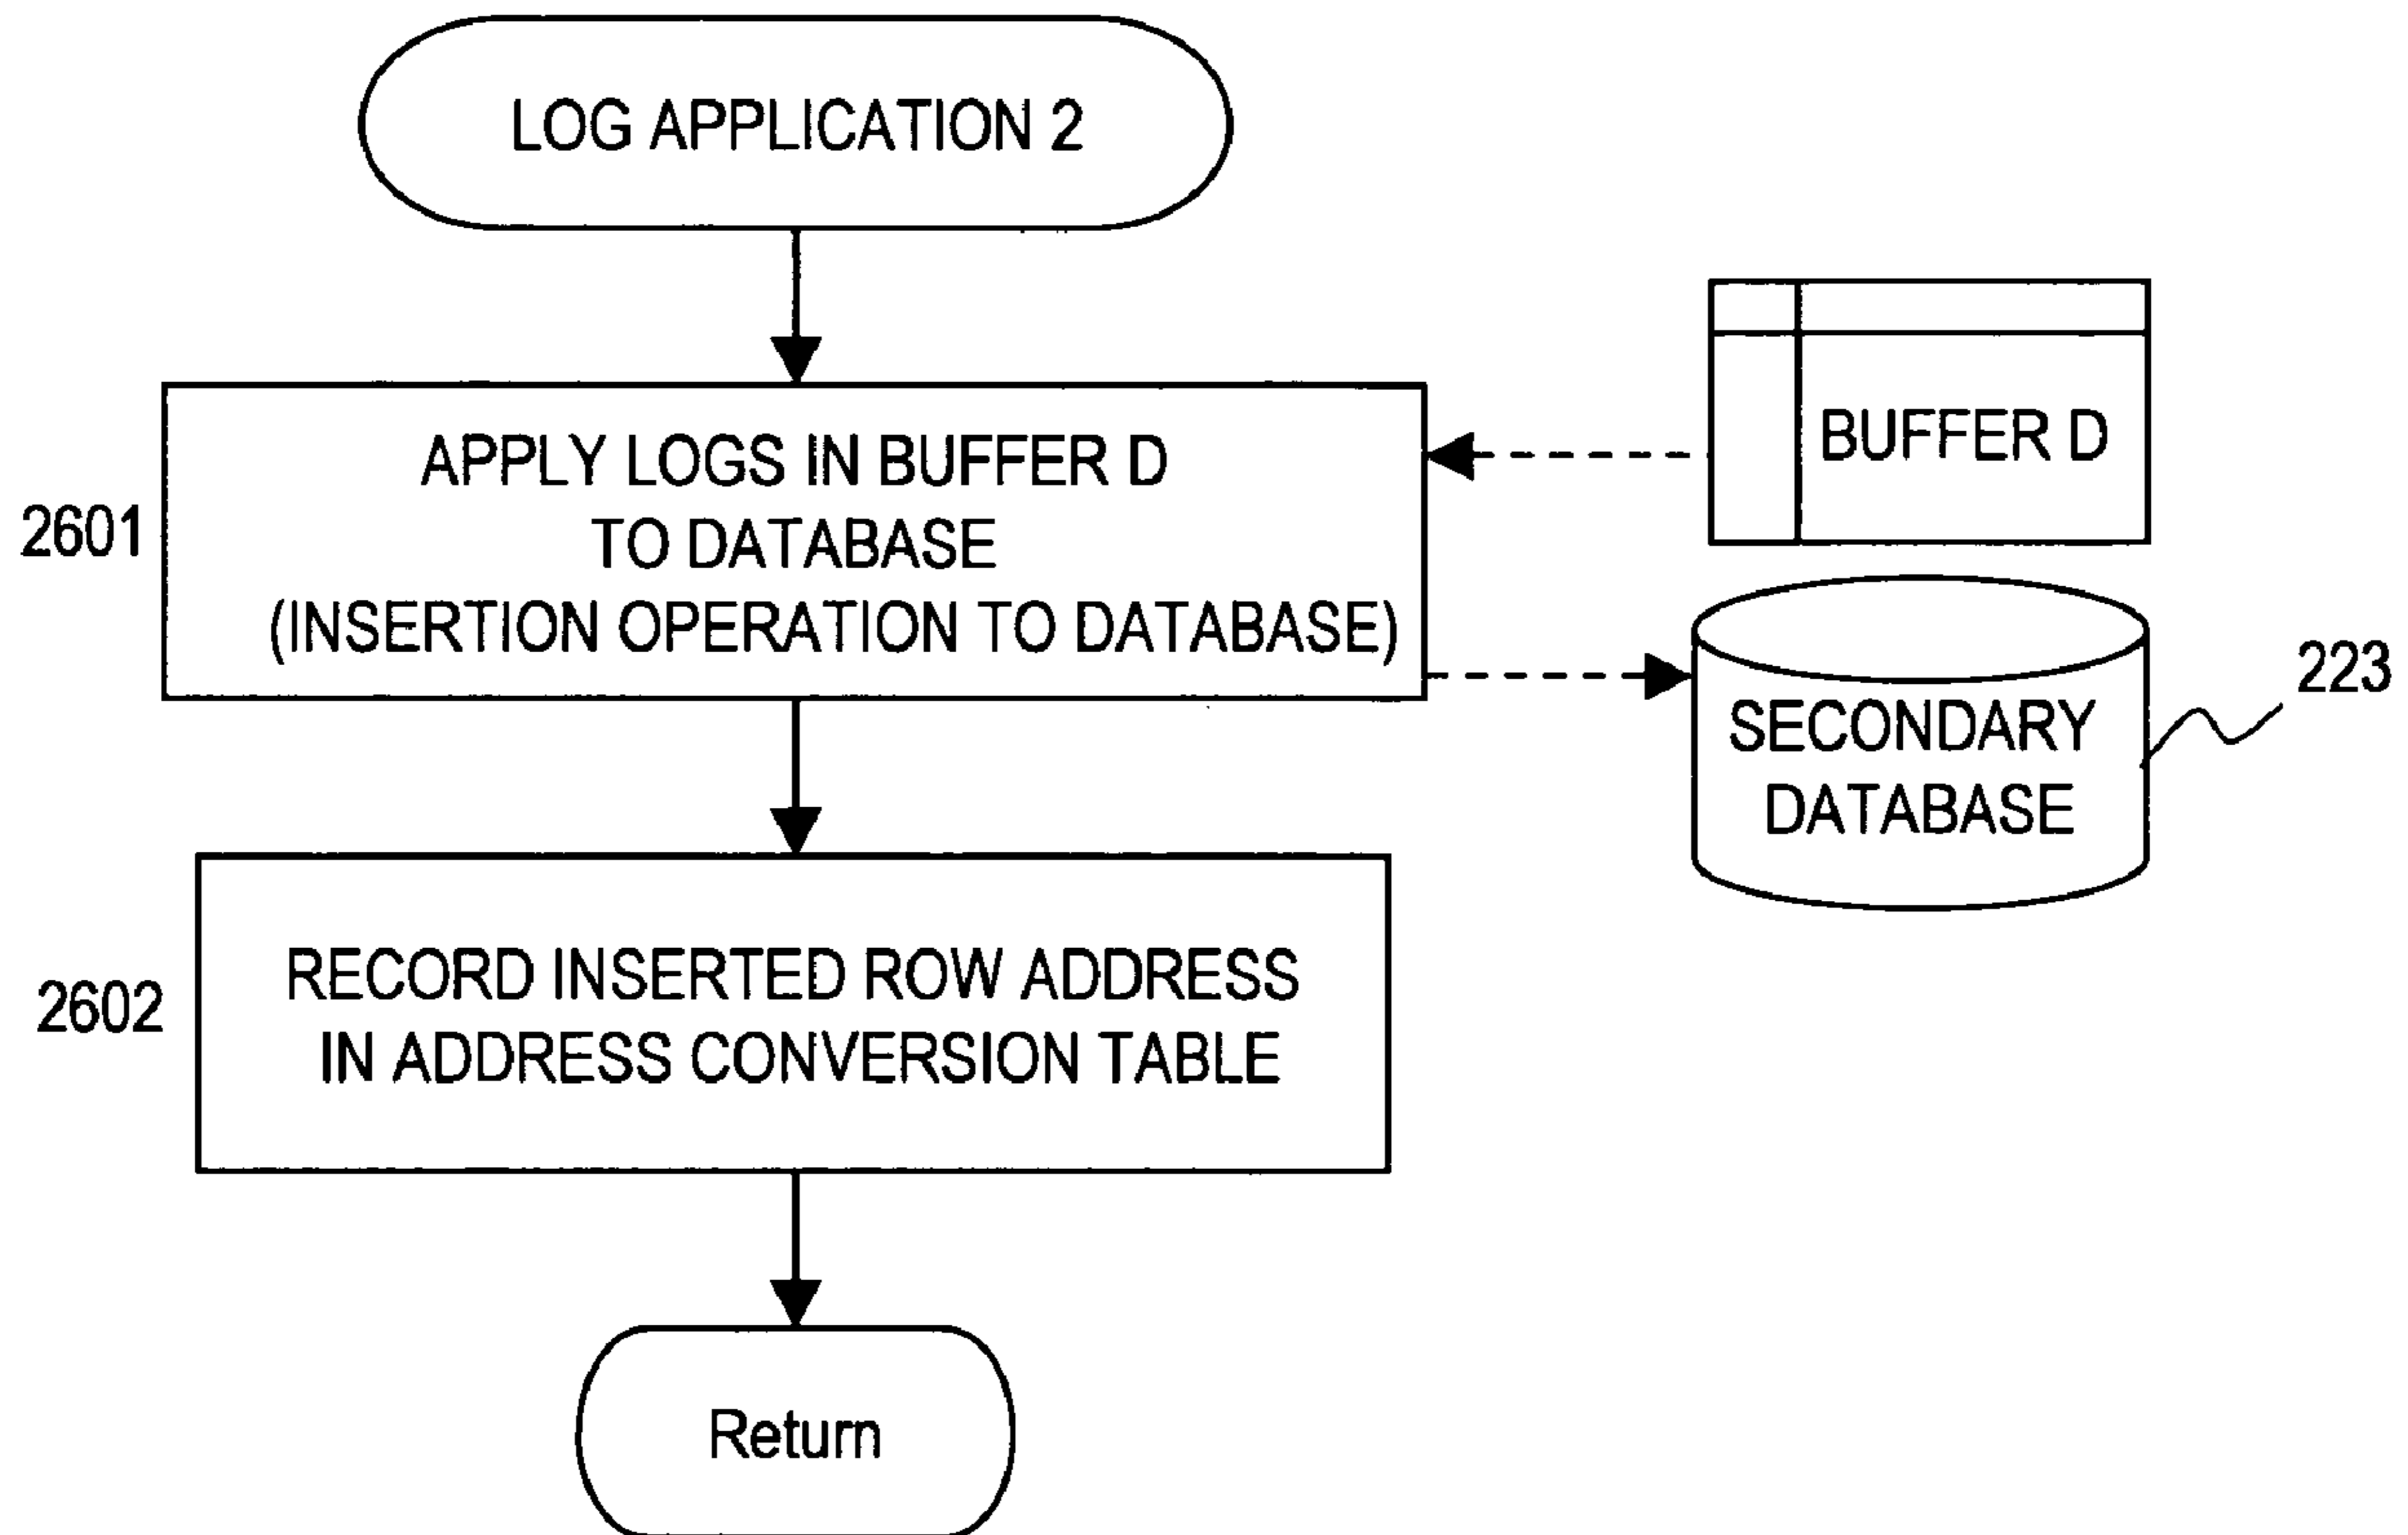 LOG APPLICATION 2
2601
APPLY LOGS IN BUFFER D
TO DATABASE
(INSERTION OPERATION TO DATABASE)
BUFFER D
SECONDARY
DATABASE
223
2602
RECORD INSERTED ROW ADDRESS
IN ADDRESS CONVERSION TABLE
Return